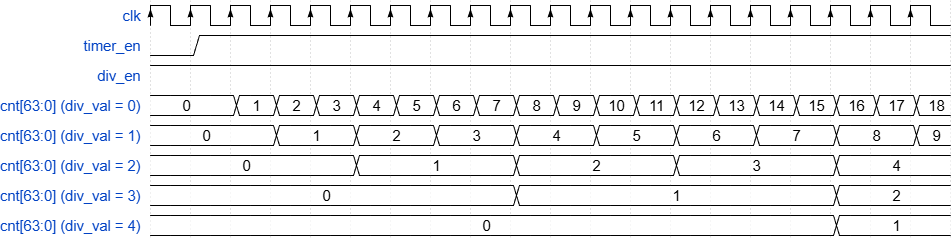 clk
timer_en
div_en
cnt[63:0] (div_val = 0) 0 1 2 3 4 5 6 7 8 9 10 11 12 13 14 15 16 17 18
cnt[63:0] (div_val = 1) 0 1 2 3 4 5 6 7 8 9
cnt[63:0] (div_val = 2) 0 1 2 3 4
cnt[63:0] (div_val = 3) 0 1 2
cnt[63:0] (div_val = 4) 0 1